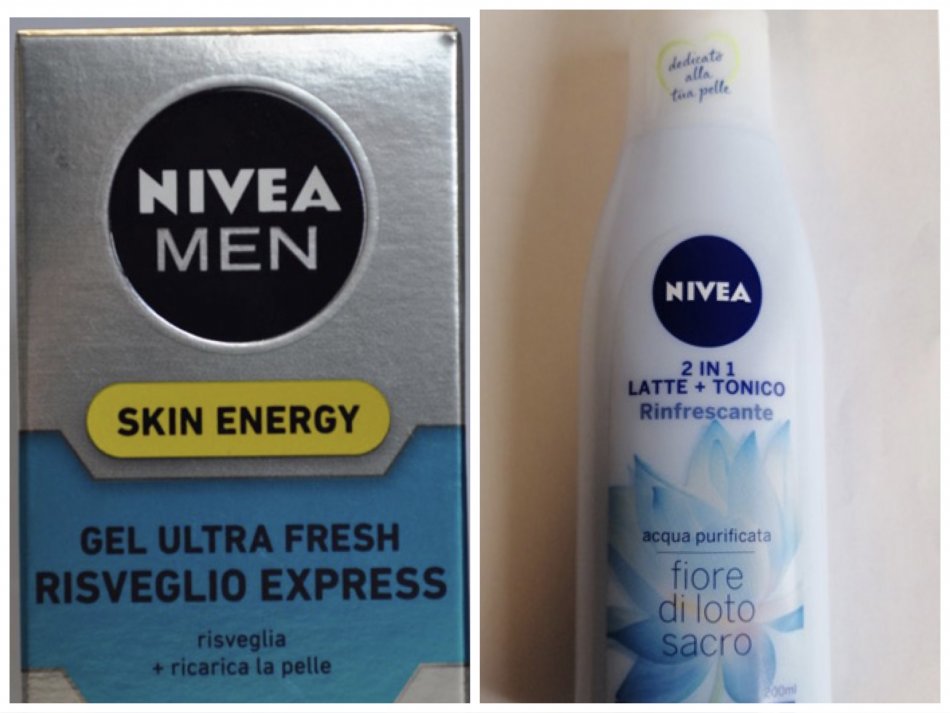 NIVEA
MEN
SKIN ENERGY
GEL ULTRA FRESH
RISVEGLIO EXPRESS
risveglia
+ ricarica la pelle
dedicato
alla
tua pelle
NIVEA
2 IN 1
LATTE + TONICO
Rinfrescante
acqua purificata
fiore
di loto
sacro
200ml